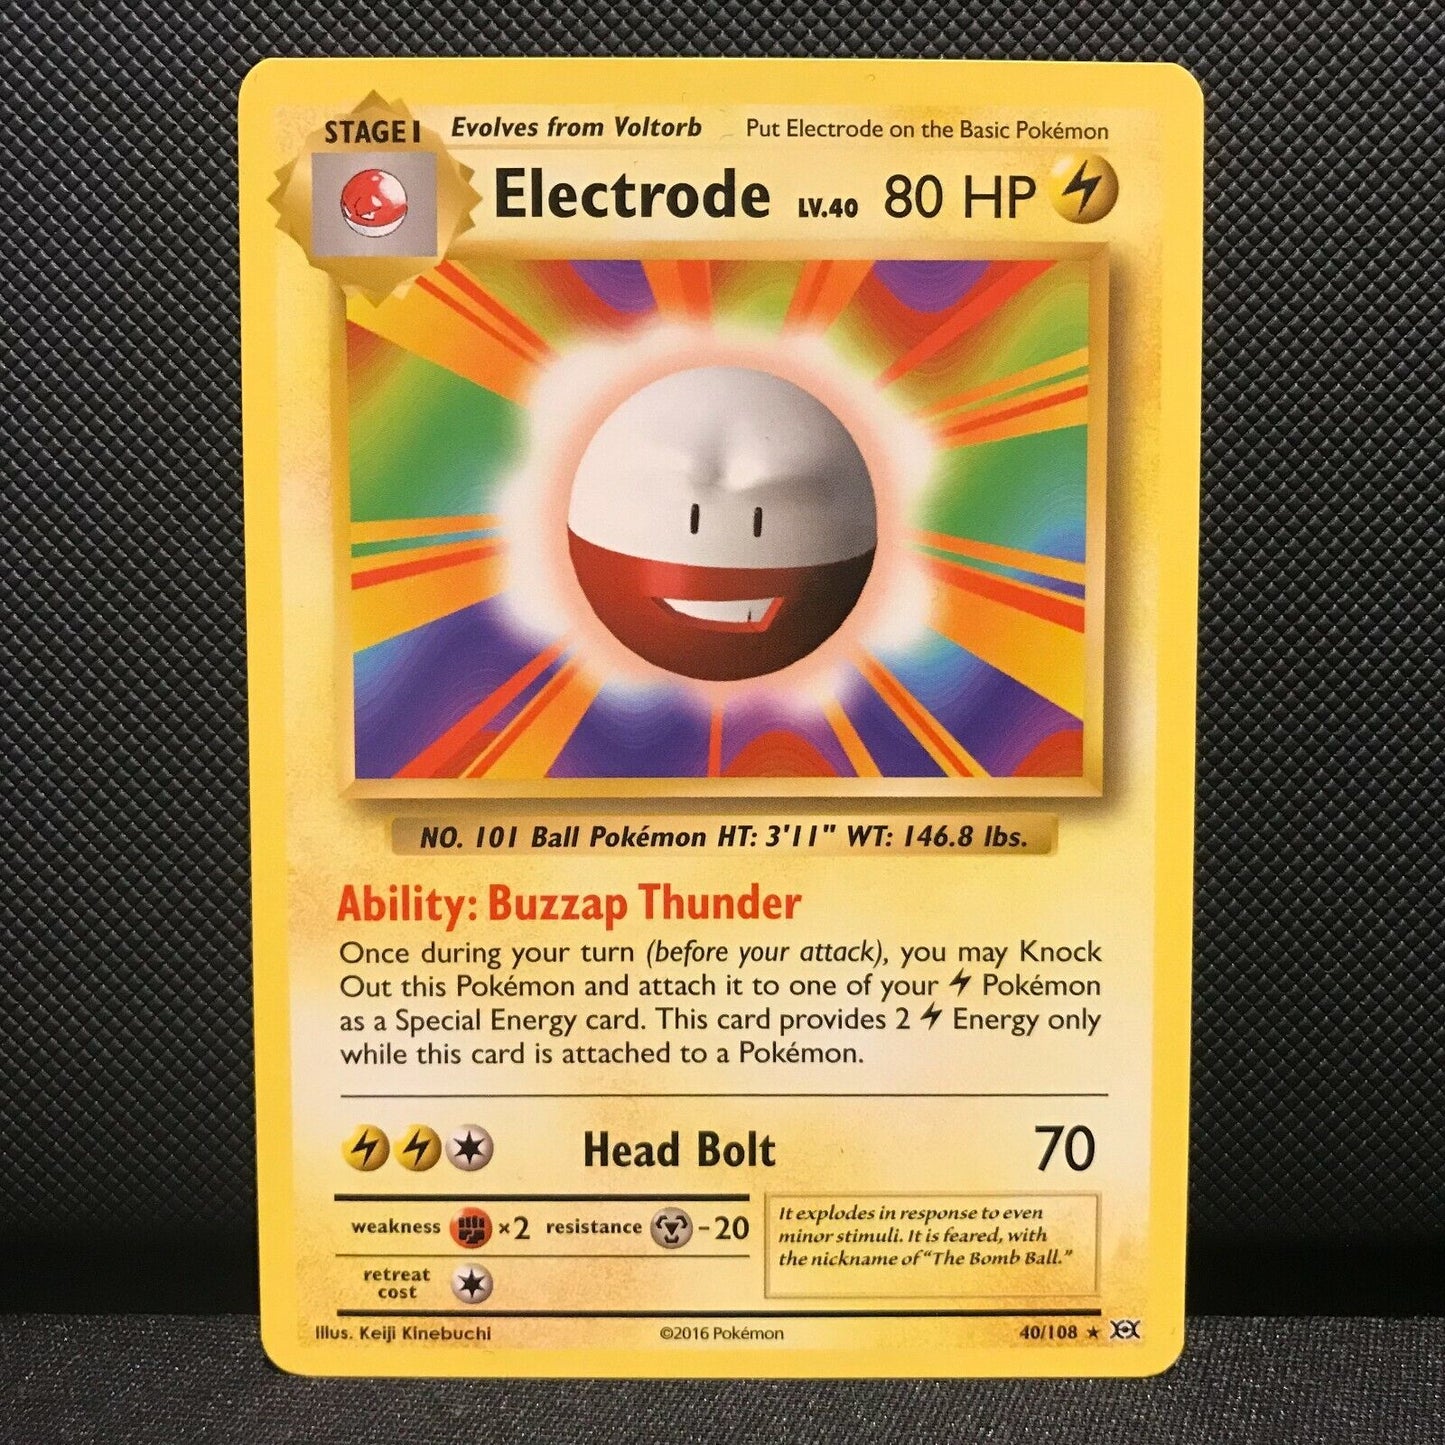 STAGE 1 Evolves from Voltorb Put Electrode on the Basic Pokémon
Electrode LV.40 80 HP
NO. 101 Ball Pokémon HT: 3'11" WT: 146.8 lbs.
Ability: Buzzap Thunder
Once during your turn (before your attack), you may Knock
Out this Pokémon and attach it to one of your Pokémon
as a Special Energy card. This card provides 2 Energy only
while this card is attached to a Pokémon.
Head Bolt 70
weakness ×2 resistance -20
retreat
cost
It explodes in response to even
minor stimuli. It is feared, with
the nickname of "The Bomb Ball."
Illus. Keiji Kinebuchi ©2016 Pokémon 40/108 ★